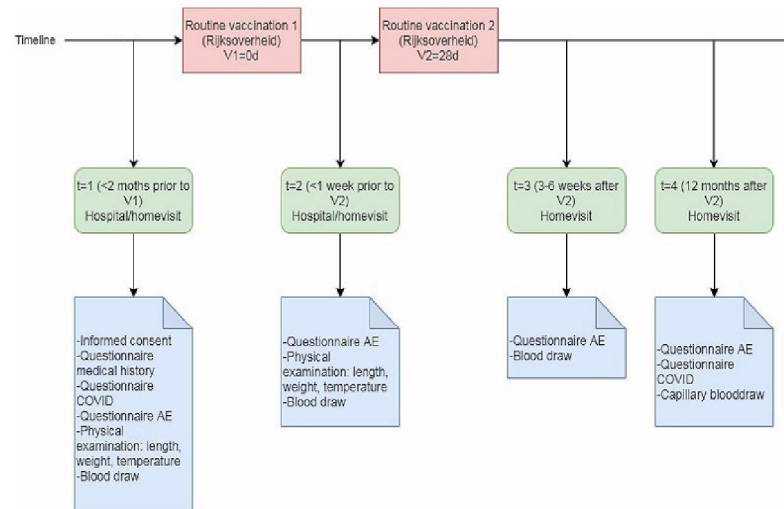 Timeline
Routine vaccination 1
(Rijksoverheid)
V1=0d
Routine vaccination 2
(Rijksoverheid)
V2=28d
t=1 (<2 moths prior to
V1)
Hospital/homevisit
t=2 (<1 week prior to
V2)
Hospital/homevisit
t=3 (3-6 weeks after
V2)
Homevisit
t=4 (12 months after
V2)
Homevisit
-Informed consent
-Questionnaire
medical history
-Questionnaire
COVID
-Questionnaire AE
-Physical
examination: length,
weight, temperature
-Blood draw
-Questionnaire AE
-Physical
examination: length,
weight, temperature
-Blood draw
-Questionnaire AE
-Blood draw
-Questionnaire AE
-Questionnaire
COVID
-Capillary blooddraw